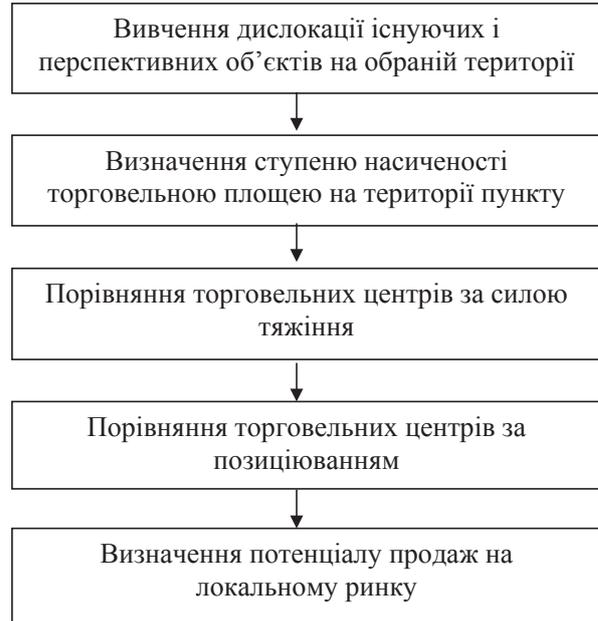 Вивчення дислокації існуючих і
перспективних об’єктів на обраній території
Визначення ступеню насиченості
торговельною площею на території пункту
Порівняння торговельних центрів за силою
тяжіння
Порівняння торговельних центрів за
позиціюванням
Визначення потенціалу продаж на
локальному ринку